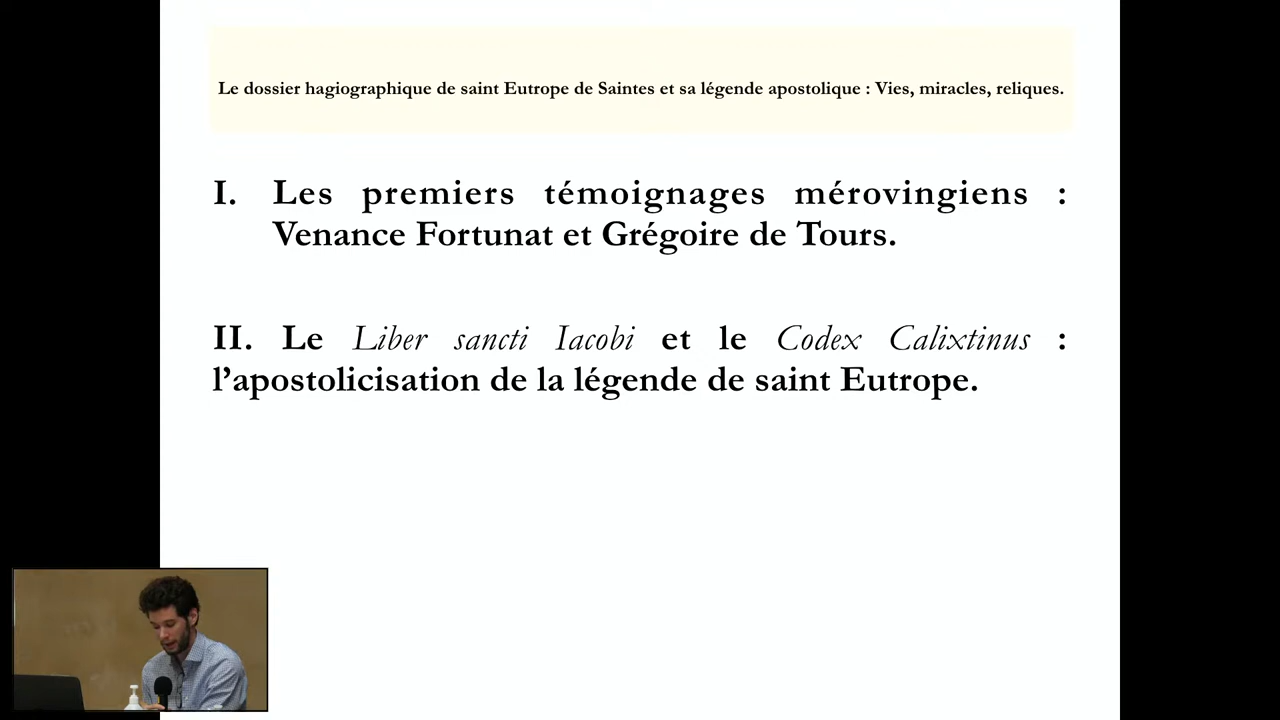 Le dossier hagiographique de saint Eutrope de Saintes et sa légende apostolique : Vies, miracles, reliques.
I. Les premiers témoignages mérovingiens :
Venance Fortunat et Grégoire de Tours.
II. Le Liber sancti Iacobi et le Codex Calixtinus :
l’apostolicisation de la légende de saint Eutrope.